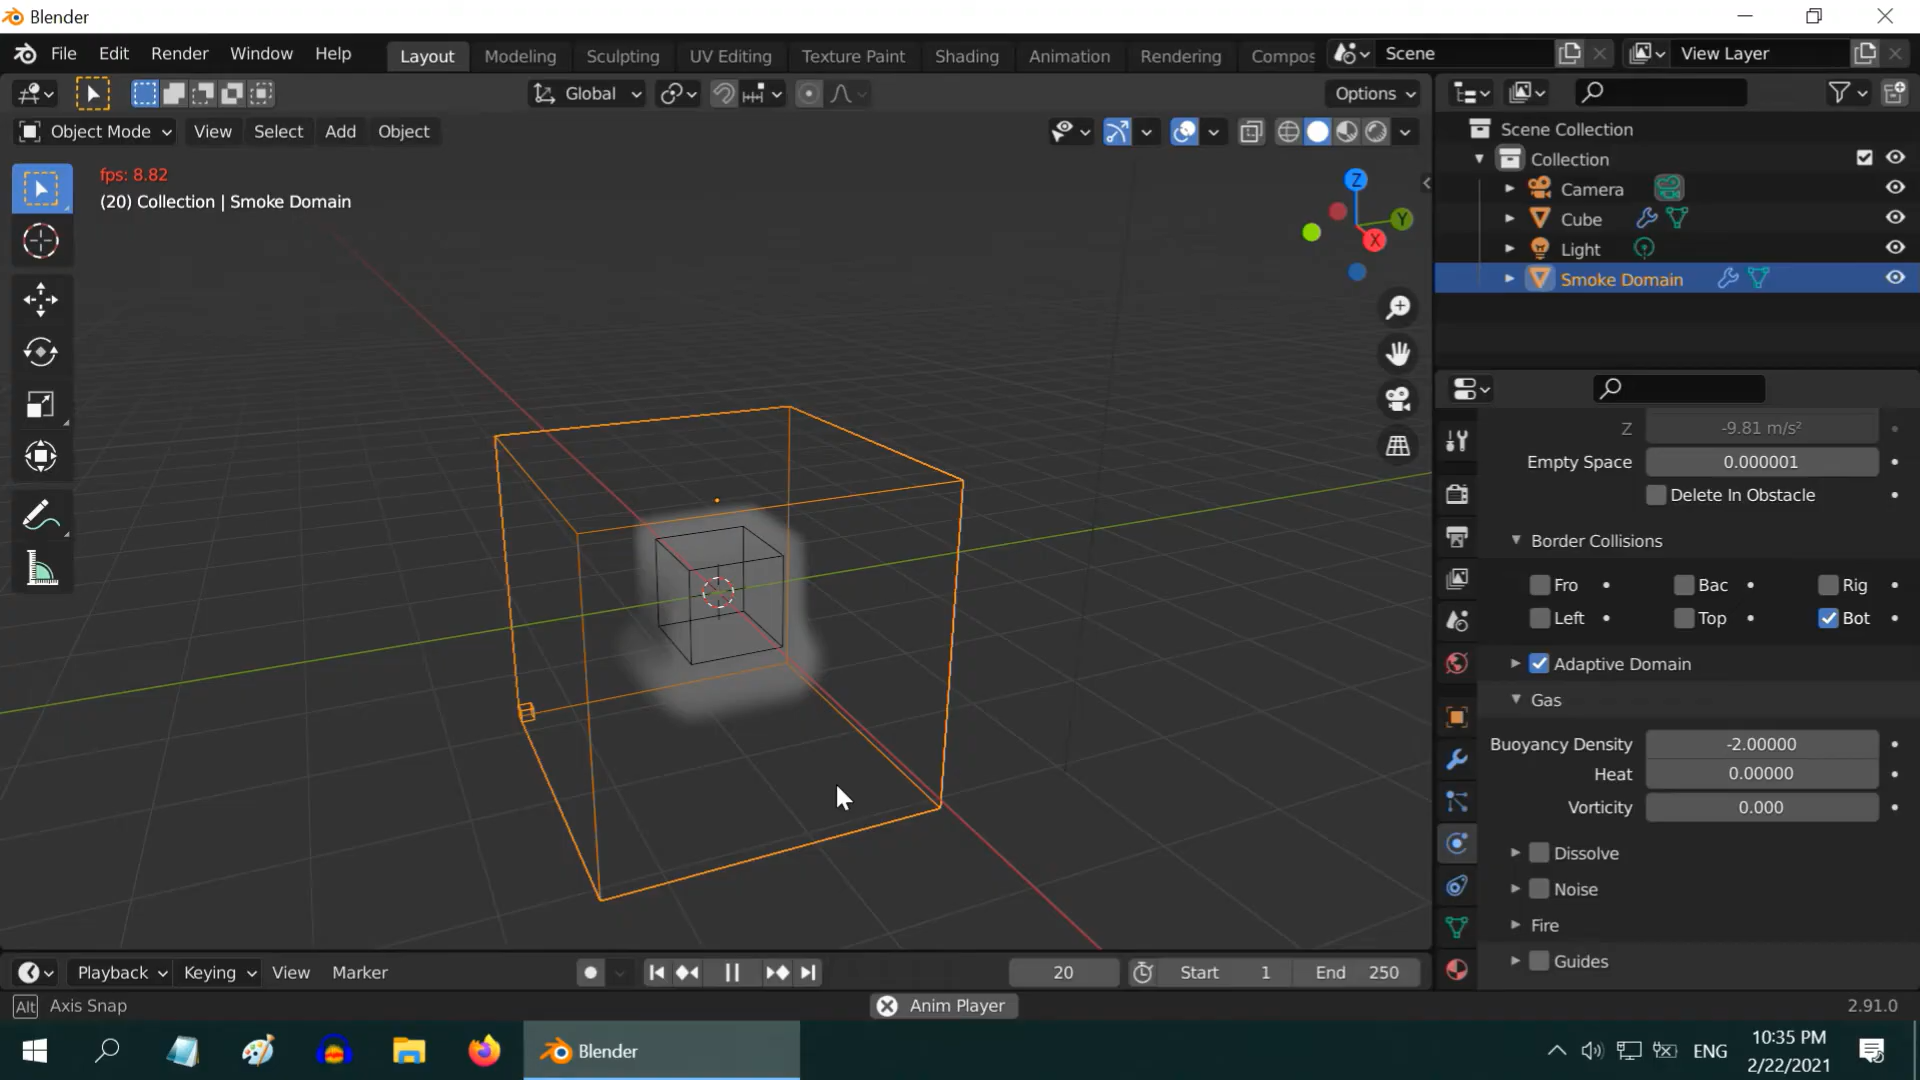 Blender
File Edit Render Window Help
Layout Modeling Sculpting UV Editing Texture Paint Shading Animation Rendering Compos
Scene
View Layer
Global
Options
Object Mode View Select Add Object
fps: 8.82
(20) Collection | Smoke Domain
Z
Y
X
Scene Collection
Collection
Camera
Cube
Light
Smoke Domain
Z -9.81 m/s²
Empty Space 0.000001
Delete In Obstacle
Border Collisions
Fro Bac Rig
Left Top Bot
Adaptive Domain
Gas
Buoyancy Density -2.00000
Heat 0.00000
Vorticity 0.000
Dissolve
Noise
Fire
Guides
Playback Keying View Marker
20
Start 1 End 250
Alt Axis Snap
Anim Player
2.91.0
Blender
ENG
10:35 PM
2/22/2021